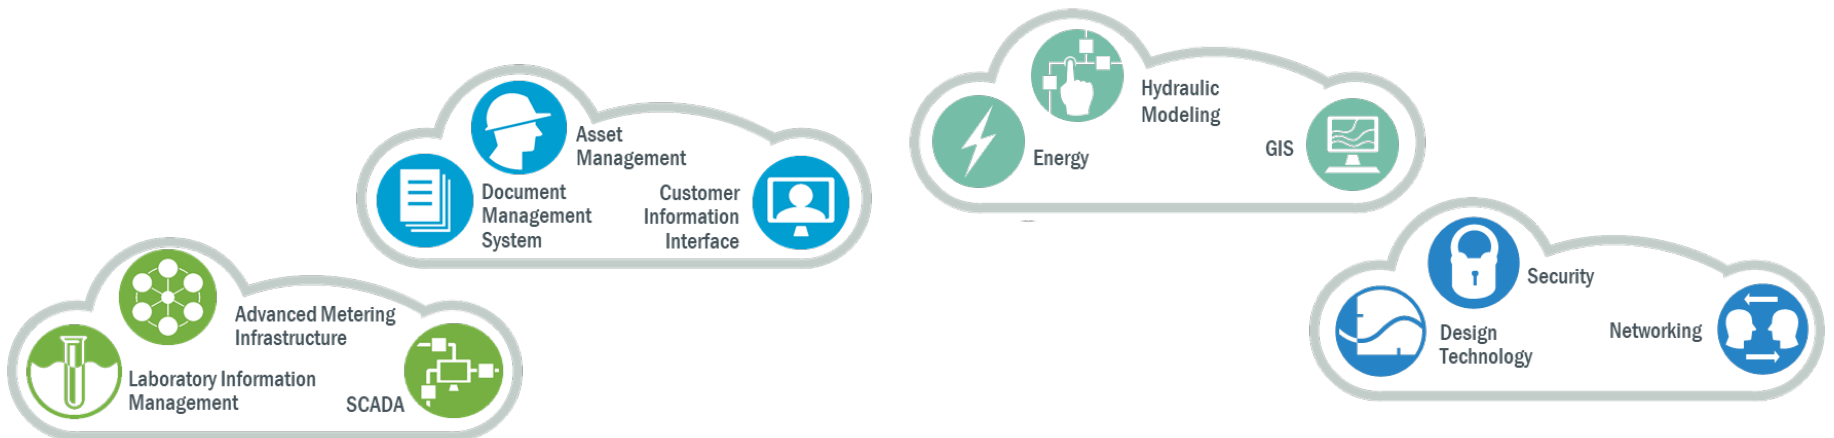 Advanced Metering
Infrastructure
Laboratory Information
Management
SCADA
Asset
Management
Document
Management
System
Customer
Information
Interface
Hydraulic
Modeling
Energy
GIS
Security
Design
Technology
Networking